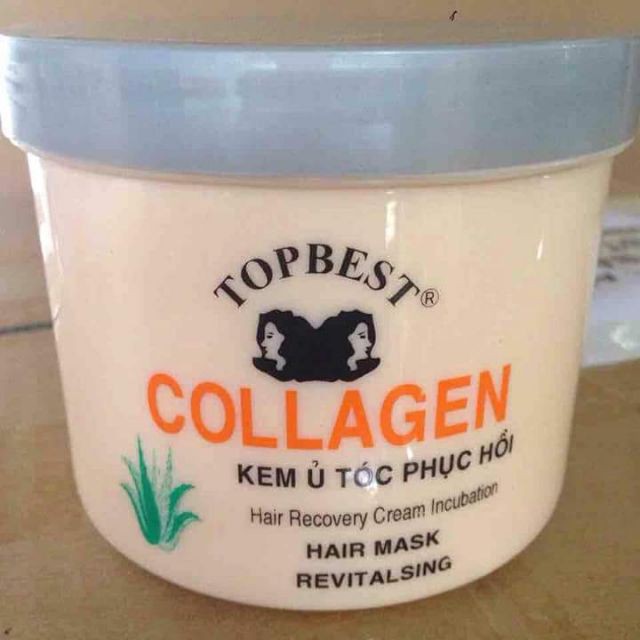 TOPBEST®
COLLAGEN
KEM Ủ TÓC PHỤC HỒI
Hair Recovery Cream Incubation
HAIR MASK
REVITALSING